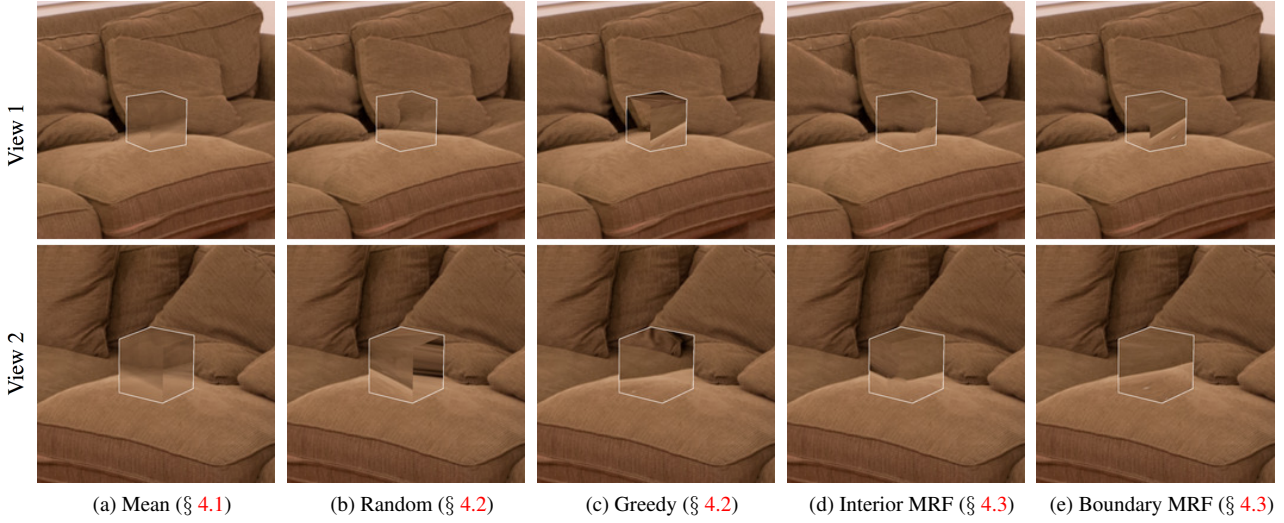 View 1
View 2
(a) Mean (§ 4.1)
(b) Random (§ 4.2)
(c) Greedy (§ 4.2)
(d) Interior MRF (§ 4.3)
(e) Boundary MRF (§ 4.3)